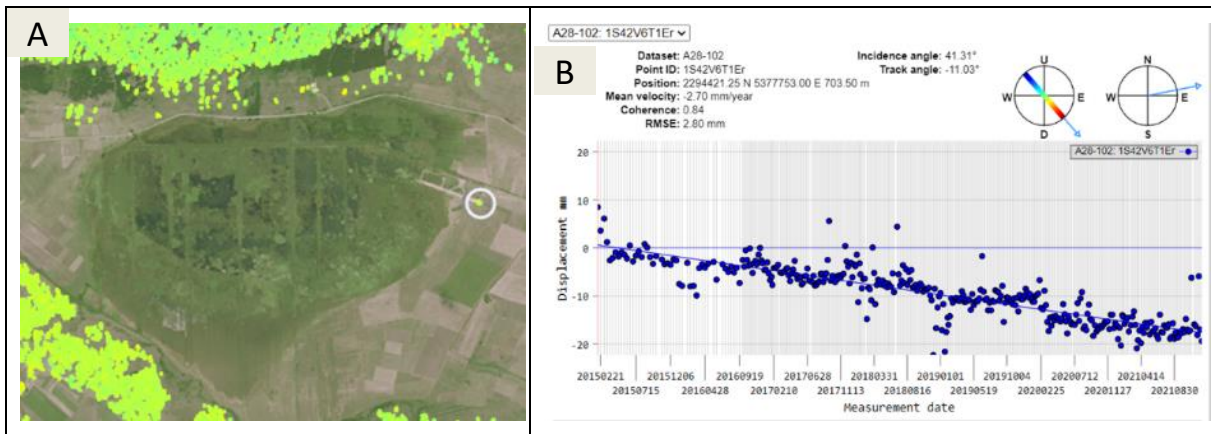 A
B
A28-102: 1S42V6T1Er
Dataset: A28-102
Point ID: 1S42V6T1Er
Position: 2294421.25 N 5377753.00 E 703.50 m
Mean velocity: -2.70 mm/year
Coherence: 0.84
RMSE: 2.80 mm
Incidence angle: 41.31°
Track angle: -11.03°
U
W E
D
N
W E
S
A28-102: 1S42V6T1Er
Displacement mm
20
10
0
-10
-20
20150221 20151206 20160919 20170628 20180331 20190101 20191004 20200712 20210414
20150715 20160428 20170210 20171113 20180816 20190519 20200225 20201127 20210830
Measurement date